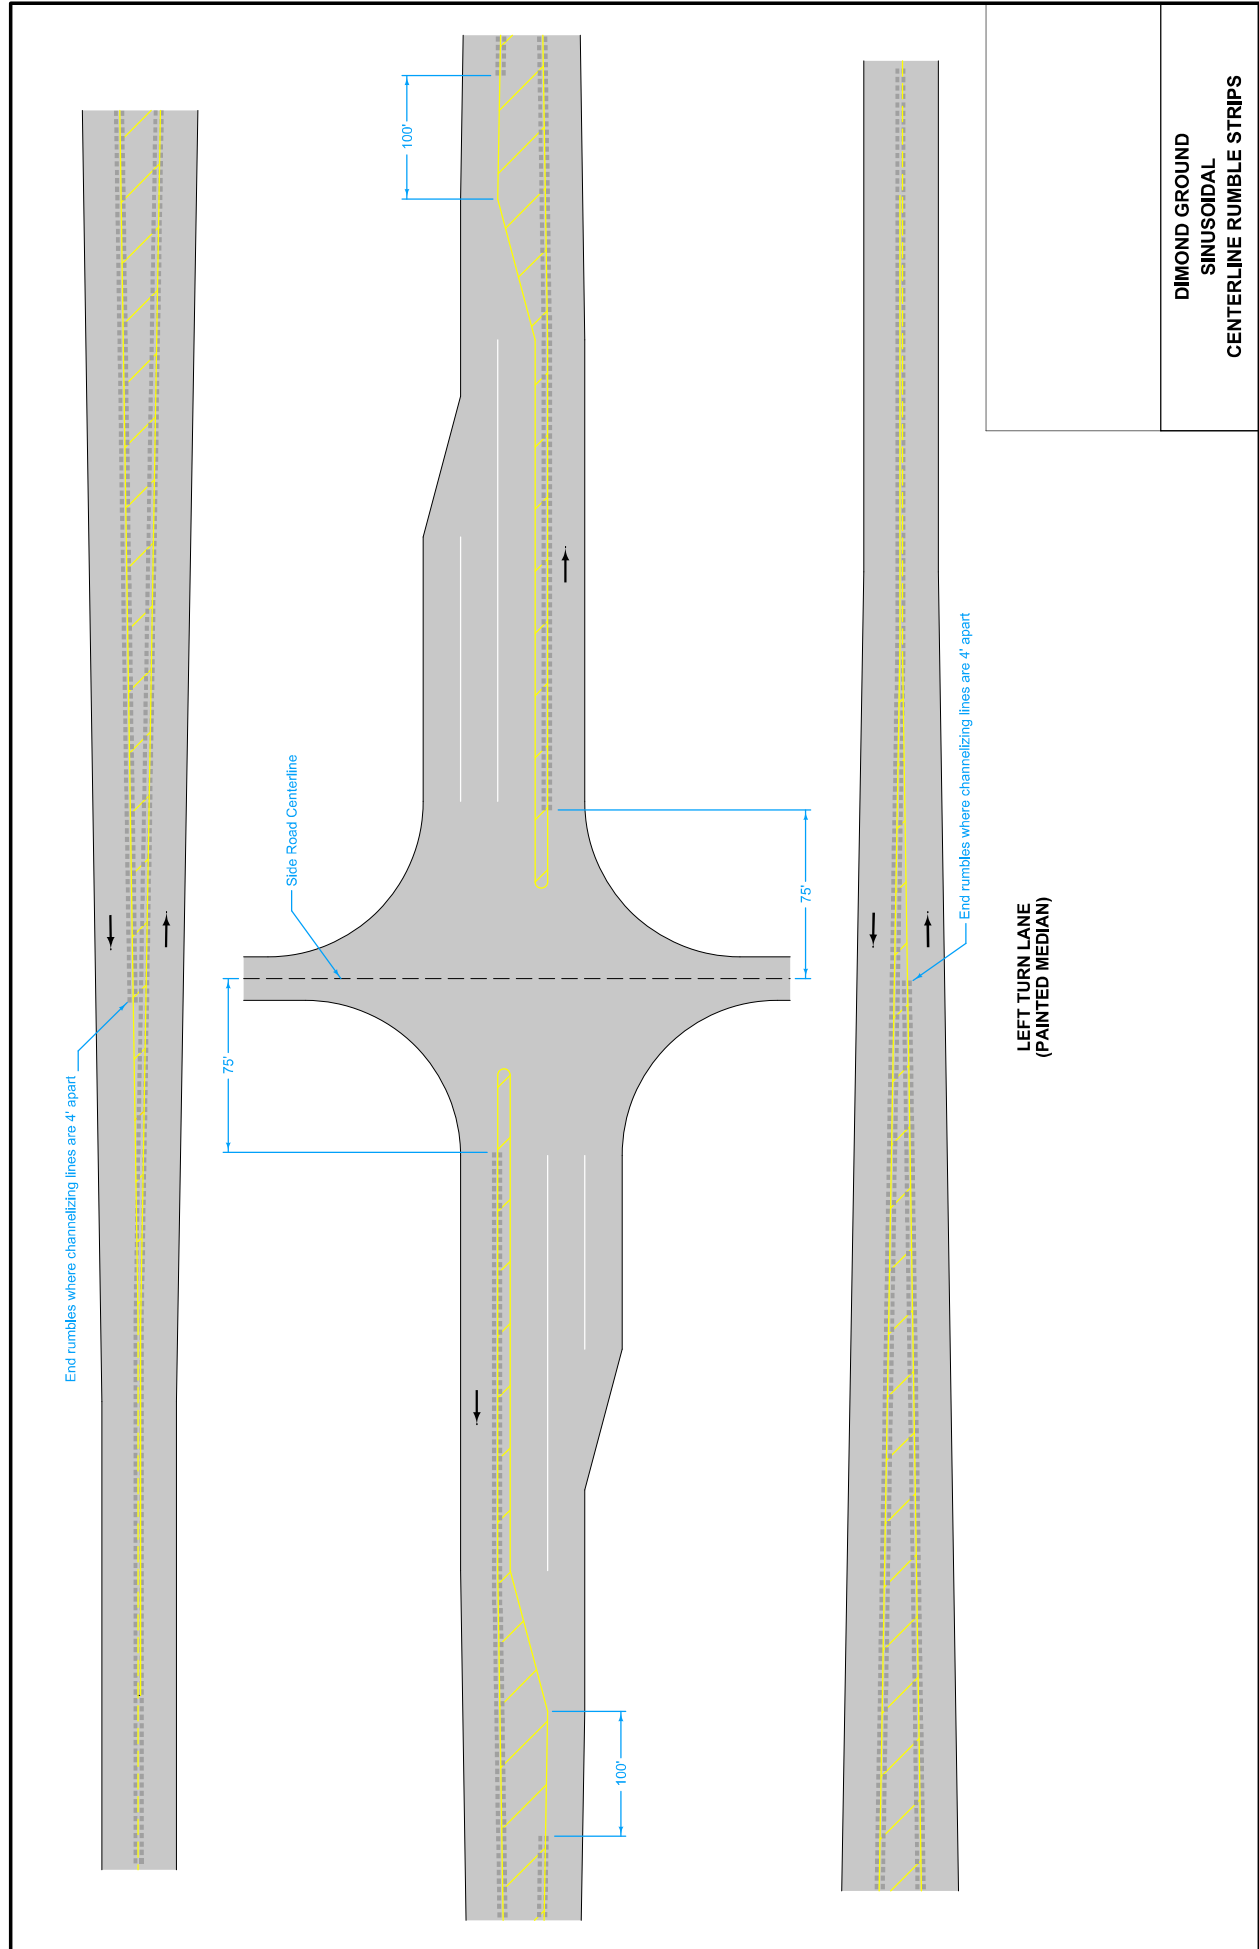 End rumbles where channelizing lines are 4' apart
100'
Side Road Centerline
75'
75'
100'
End rumbles where channelizing lines are 4' apart
LEFT TURN LANE
(PAINTED MEDIAN)
DIMOND GROUND
SINUSOIDAL
CENTERLINE RUMBLE STRIPS